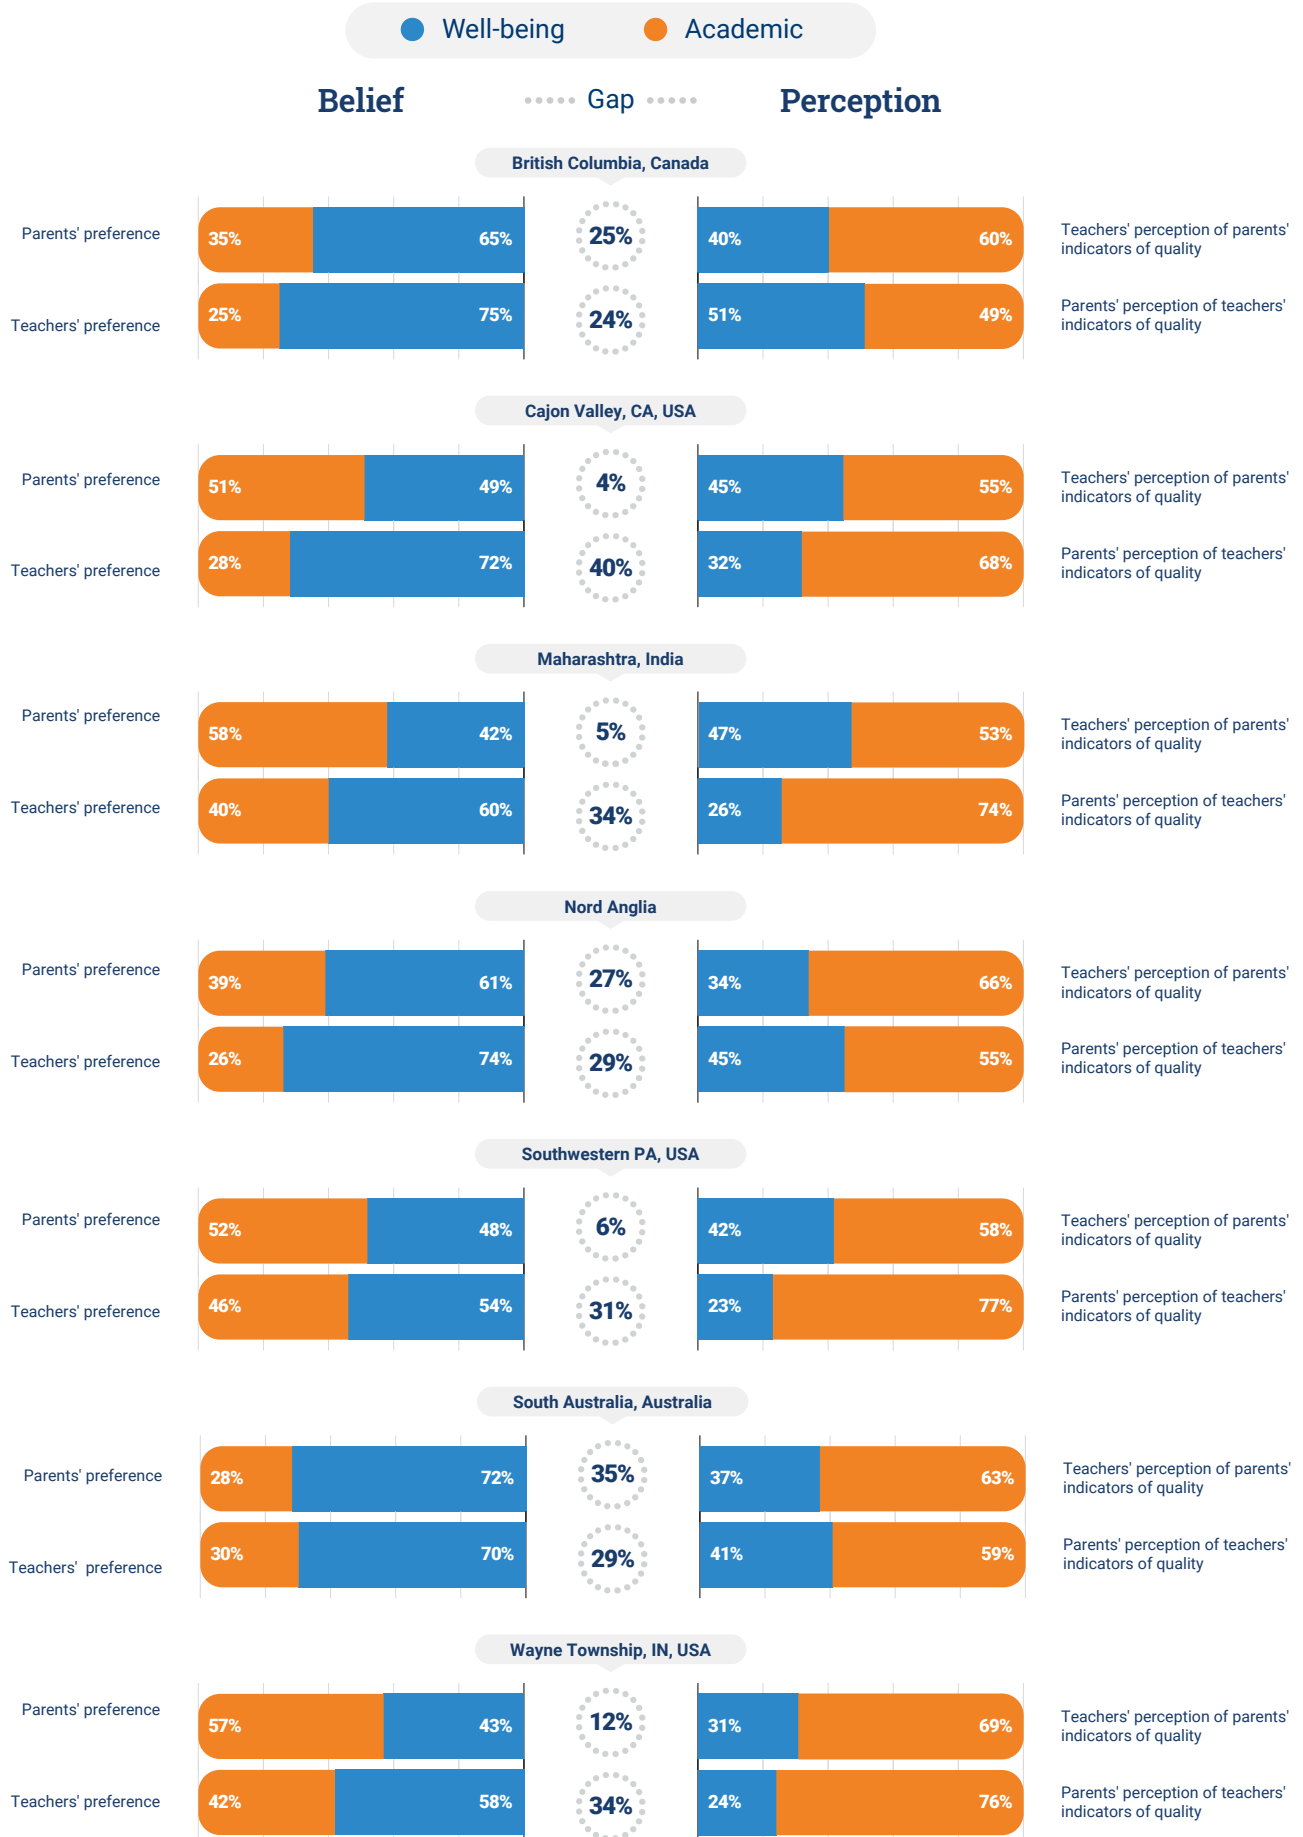 Well-being Academic
Belief Gap Perception
British Columbia, Canada
Parents' preference 35% 65% 25% 40% 60% Teachers' perception of parents'
indicators of quality
Teachers' preference 25% 75% 24% 51% 49% Parents' perception of teachers'
indicators of quality
Cajon Valley, CA, USA
Parents' preference 51% 49% 4% 45% 55% Teachers' perception of parents'
indicators of quality
Teachers' preference 28% 72% 40% 32% 68% Parents' perception of teachers'
indicators of quality
Maharashtra, India
Parents' preference 58% 42% 5% 47% 53% Teachers' perception of parents'
indicators of quality
Teachers' preference 40% 60% 34% 26% 74% Parents' perception of teachers'
indicators of quality
Nord Anglia
Parents' preference 39% 61% 27% 34% 66% Teachers' perception of parents'
indicators of quality
Teachers' preference 26% 74% 29% 45% 55% Parents' perception of teachers'
indicators of quality
Southwestern PA, USA
Parents' preference 52% 48% 6% 42% 58% Teachers' perception of parents'
indicators of quality
Teachers' preference 46% 54% 31% 23% 77% Parents' perception of teachers'
indicators of quality
South Australia, Australia
Parents' preference 28% 72% 35% 37% 63% Teachers' perception of parents'
indicators of quality
Teachers' preference 30% 70% 29% 41% 59% Parents' perception of teachers'
indicators of quality
Wayne Township, IN, USA
Parents' preference 57% 43% 12% 31% 69% Teachers' perception of parents'
indicators of quality
Teachers' preference 42% 58% 34% 24% 76% Parents' perception of teachers'
indicators of quality